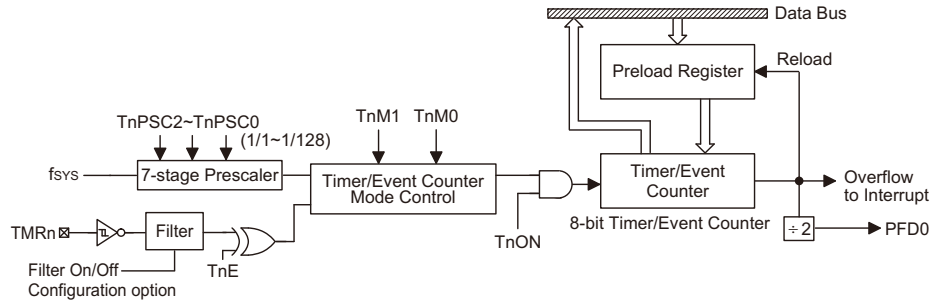 Data Bus
Preload Register
Reload
TnPSC2~TnPSC0
(1/1~1/128)
TnM1
TnM0
fSYS
7-stage Prescaler
Timer/Event Counter
Mode Control
Timer/Event
Counter
Overflow
to Interrupt
8-bit Timer/Event Counter
TMRn
Filter
TnON
÷2
PFD0
TnE
Filter On/Off
Configuration option